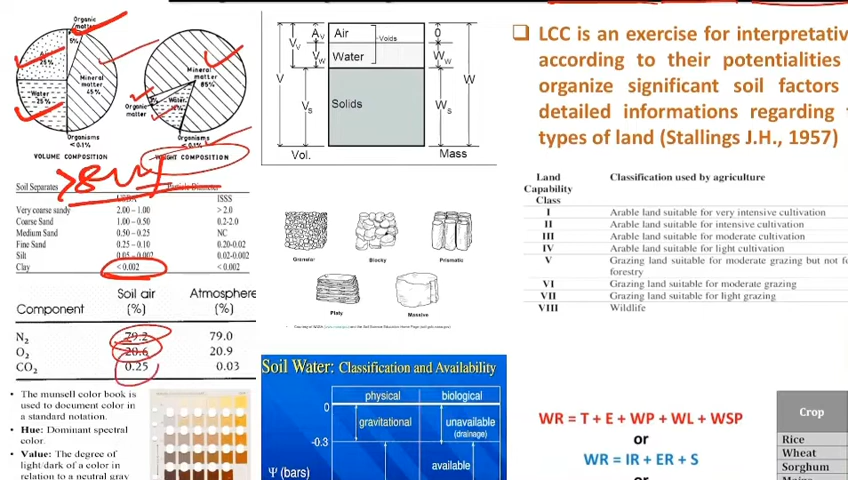 Organic
matter
5%
Air
25%
Mineral
matter
45%
Water
25%
Organisms
<0.1%
VOLUME COMPOSITION
Mineral
matter
85%
Organic
matter
Water
Organisms
<0.1%
WEIGHT COMPOSITION
Soil Separates
Particle Diameter
ISSS
Very coarse sandy 2.00 – 1.00 > 2.0
Coarse Sand 1.00 – 0.50 0.2-2.0
Medium Sand 0.50 – 0.25 NC
Fine Sand 0.25 – 0.10 0.20-0.02
Silt 0.05 – 0.002 0.02-0.002
Clay < 0.002 < 0.002
Component Soil air (%) Atmosphere (%)
N2 79.2 79.0
O2 20.6 20.9
CO2 0.25 0.03
• The munsell color book is
used to document color in
a standard notation.
• Hue: Dominant spectral
color.
• Value: The degree of
light/dark of a color in
relation to a neutral gray
Air
Voids
Water
Solids
V VV AV VW VS
0 WW WS W
Vol. Mass
Granular Blocky Prismatic
Platy Massive
Soil Water: Classification and Availability
physical biological
0
gravitational unavailable
(drainage)
-0.3
available
Ψ (bars)
LCC is an exercise for interpretativ
according to their potentialities
organize significant soil factors
detailed informations regarding
types of land (Stallings J.H., 1957)
Land
Capability
Class
Classification used by agriculture
I Arable land suitable for very intensive cultivation
II Arable land suitable for intensive cultivation
III Arable land suitable for moderate cultivation
IV Arable land suitable for light cultivation
V Grazing land suitable for moderate grazing but not fo
forestry
VI Grazing land suitable for moderate grazing
VII Grazing land suitable for light grazing
VIII Wildlife
WR = T + E + WP + WL + WSP
or
WR = IR + ER + S
or
Crop
Rice
Wheat
Sorghum
Maize